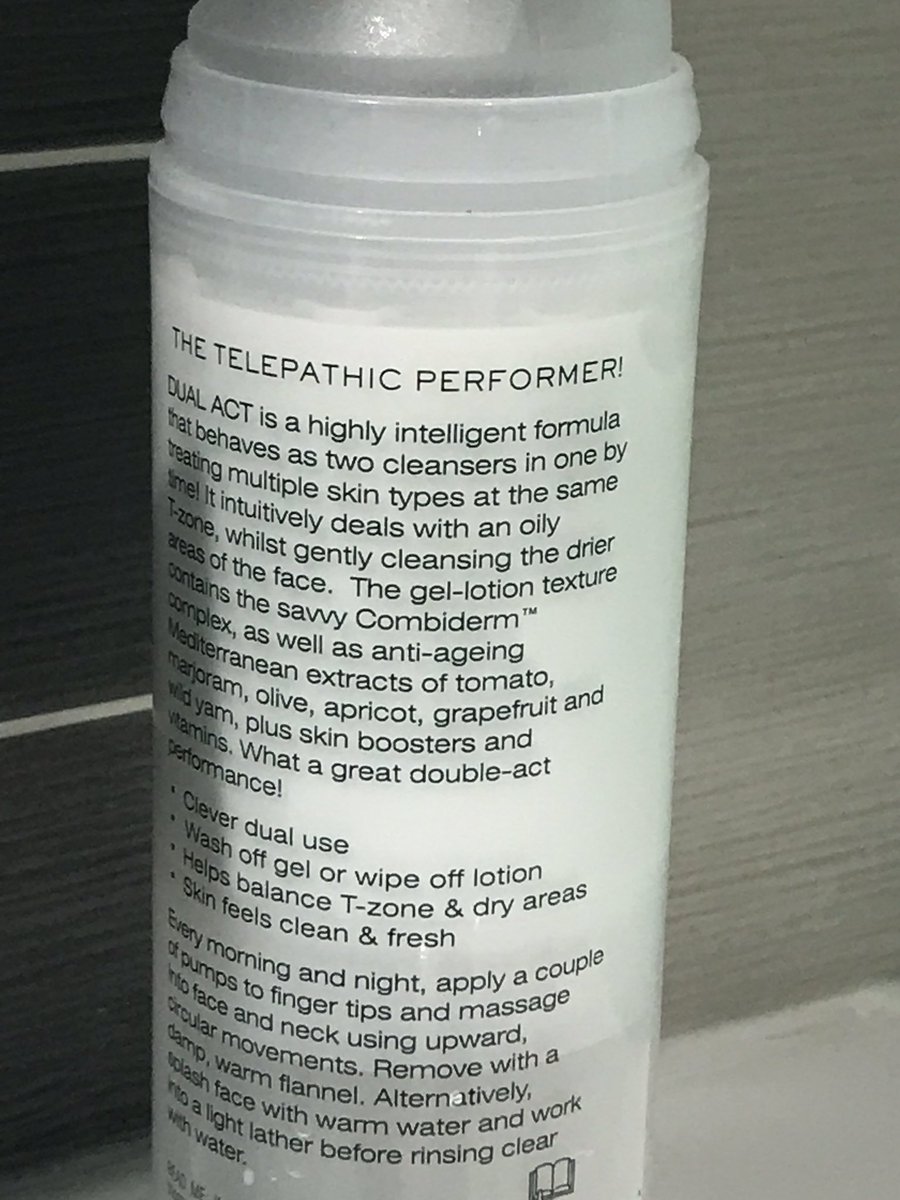 THE TELEPATHIC PERFORMER!
DUAL ACT is a highly intelligent formula
that behaves as two cleansers in one by
treating multiple skin types at the same
time! It intuitively deals with an oily
T-zone, whilst gently cleansing the drier
areas of the face. The gel-lotion texture
contains the savvy Combiderm™
complex, as well as anti-ageing
Mediterranean extracts of tomato,
marjoram, olive, apricot, grapefruit and
wild yam, plus skin boosters and
vitamins. What a great double-act
performance!
• Clever dual use
• Wash off gel or wipe off lotion
• Helps balance T-zone & dry areas
• Skin feels clean & fresh
Every morning and night, apply a couple
of pumps to finger tips and massage
into face and neck using upward,
circular movements. Remove with a
damp, warm flannel. Alternatively,
splash face with warm water and work
into a light lather before rinsing clear
with water.
READ ME